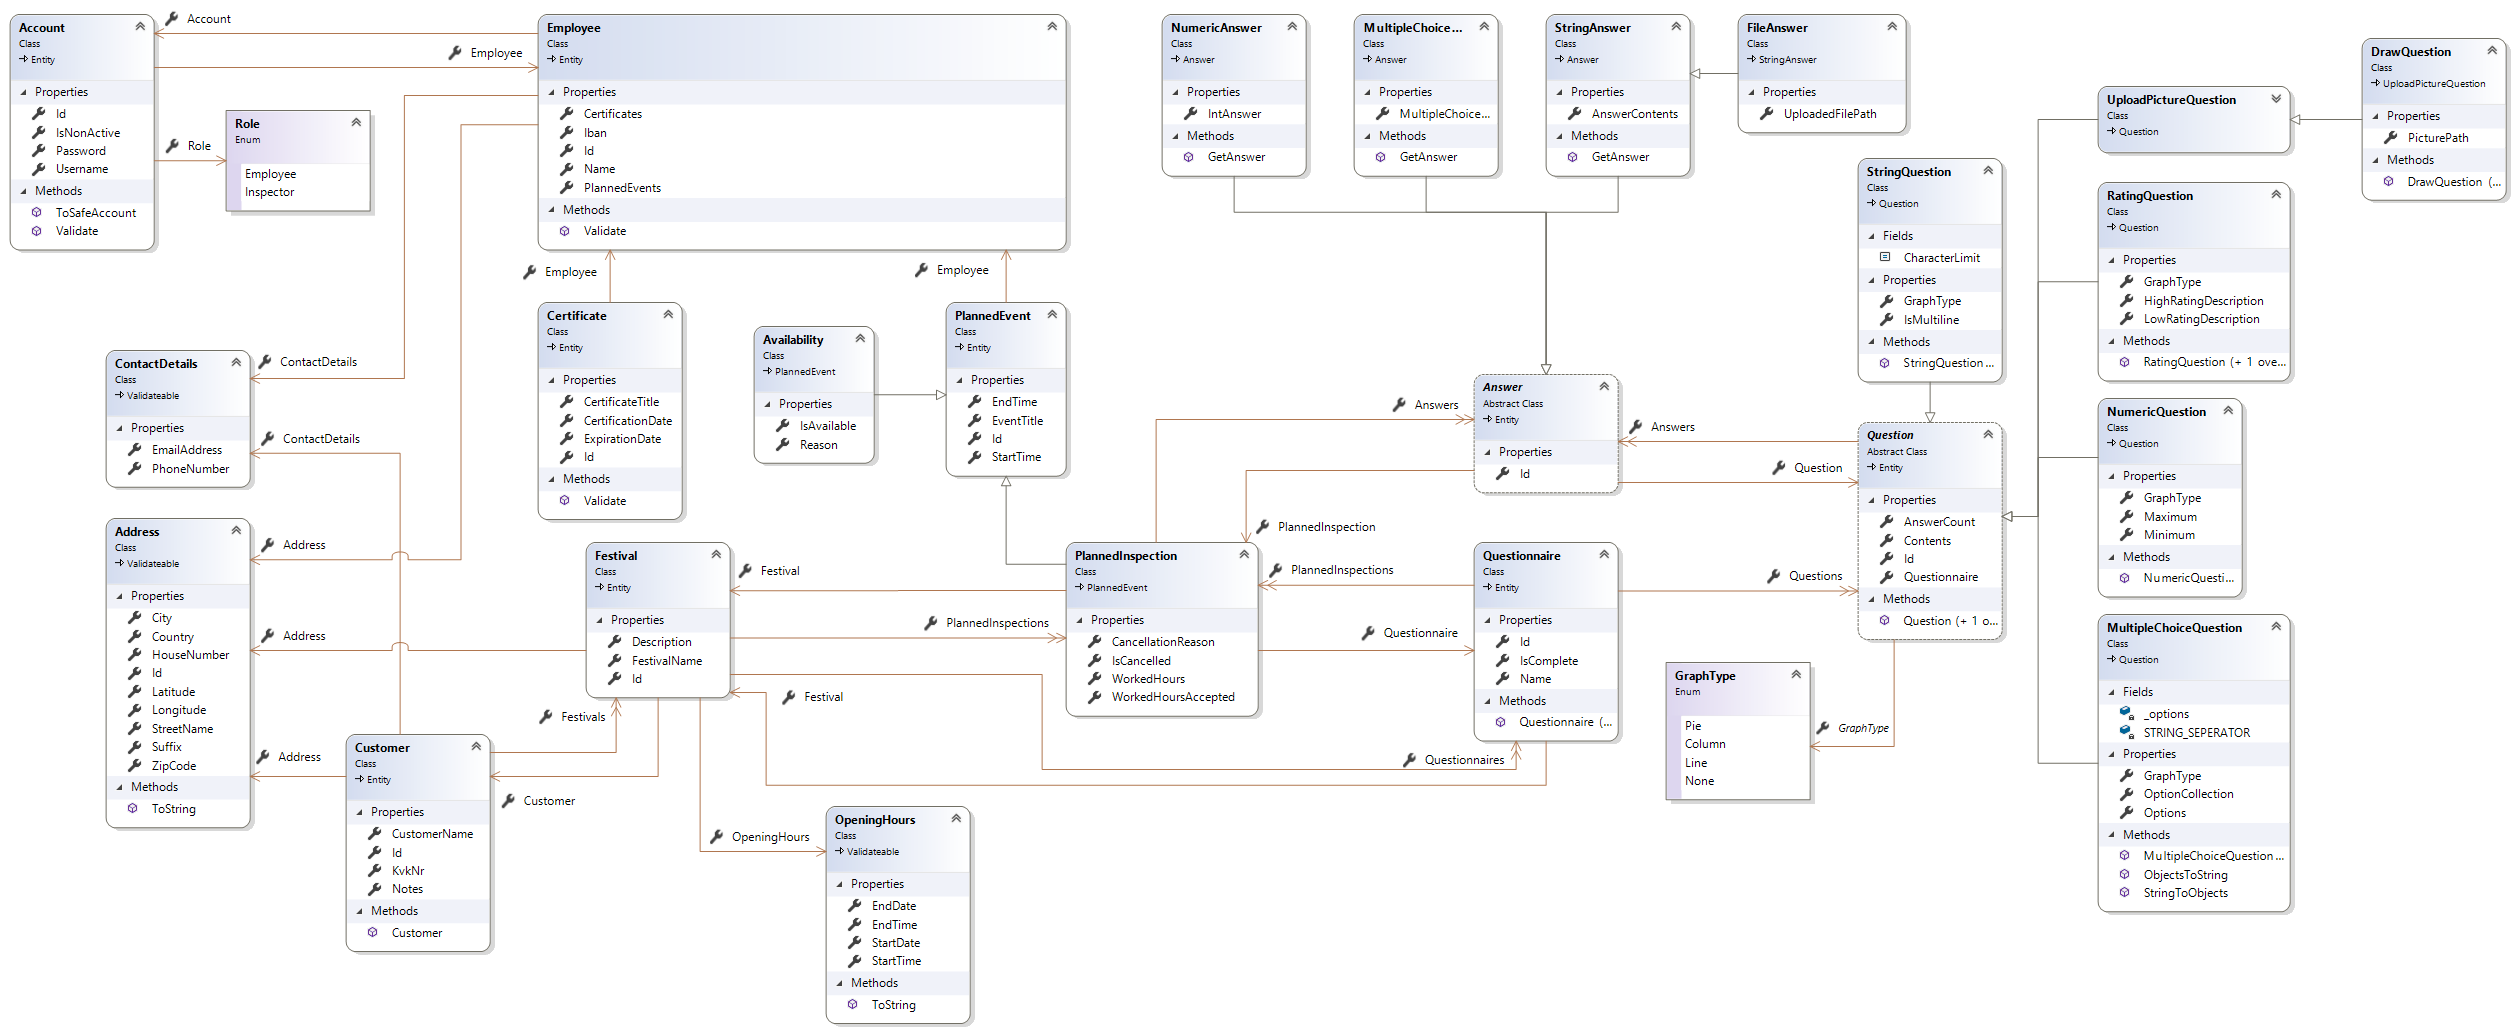 Account
Class
Entity
Properties
Id
IsNonActive
Password
Username
Methods
ToSafeAccount
Validate
Account
Employee
Role
Role
Enum
Employee
Inspector
Employee
Class
Entity
Properties
Certificates
Iban
Id
Name
PlannedEvents
Methods
Validate
Employee
Employee
Certificate
Class
Entity
Properties
CertificateTitle
CertificationDate
ExpirationDate
Id
Methods
Validate
Availability
Class
PlannedEvent
Properties
IsAvailable
Reason
PlannedEvent
Class
Entity
Properties
EndTime
EventTitle
Id
StartTime
ContactDetails
Class
Validateable
Properties
EmailAddress
PhoneNumber
ContactDetails
ContactDetails
Address
Class
Validateable
Properties
City
Country
HouseNumber
Id
Latitude
Longitude
StreetName
Suffix
ZipCode
Methods
ToString
Address
Address
Address
Customer
Class
Entity
Properties
CustomerName
Id
KvkNr
Notes
Methods
Customer
Festivals
Customer
Festival
Class
Entity
Properties
Description
FestivalName
Id
Festival
PlannedInspections
Festival
OpeningHours
OpeningHours
Class
Validateable
Properties
EndDate
EndTime
StartDate
StartTime
Methods
ToString
PlannedInspection
Class
PlannedEvent
Properties
CancellationReason
IsCancelled
WorkedHours
WorkedHoursAccepted
PlannedInspection
PlannedInspections
Questionnaire
Questionnaires
Questionnaire
Class
Entity
Properties
Id
IsComplete
Name
Methods
Questionnaire (...
NumericAnswer
Class
Answer
Properties
IntAnswer
Methods
GetAnswer
MultipleChoice...
Class
Answer
Properties
MultipleChoice...
Methods
GetAnswer
StringAnswer
Class
Answer
Properties
AnswerContents
Methods
GetAnswer
FileAnswer
Class
StringAnswer
Properties
UploadedFilePath
Answers
Answer
Abstract Class
Entity
Properties
Id
Answers
Question
Questions
StringQuestion
Class
Question
Fields
CharacterLimit
Properties
GraphType
IsMultiline
Methods
StringQuestion ...
Question
Abstract Class
Entity
Properties
AnswerCount
Contents
Id
Questionnaire
Methods
Question (+ 1 o...
GraphType
Enum
Pie
Column
Line
None
GraphType
UploadPictureQuestion
Class
Question
DrawQuestion
Class
UploadPictureQuestion
Properties
PicturePath
Methods
DrawQuestion (...
RatingQuestion
Class
Question
Properties
GraphType
HighRatingDescription
LowRatingDescription
Methods
RatingQuestion (+ 1 ove...
NumericQuestion
Class
Question
Properties
GraphType
Maximum
Minimum
Methods
NumericQuesti...
MultipleChoiceQuestion
Class
Question
Fields
_options
STRING_SEPERATOR
Properties
GraphType
OptionCollection
Options
Methods
MultipleChoiceQuestion ...
ObjectsToString
StringToObjects